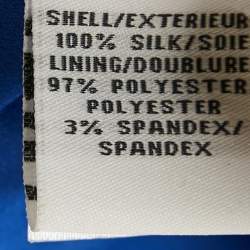 SHELL/EXTERIEUR
100% SILK/SOIE
LINING/DOUBLURE
97% POLYESTER
POLYESTER
3% SPANDEX/
SPANDEX